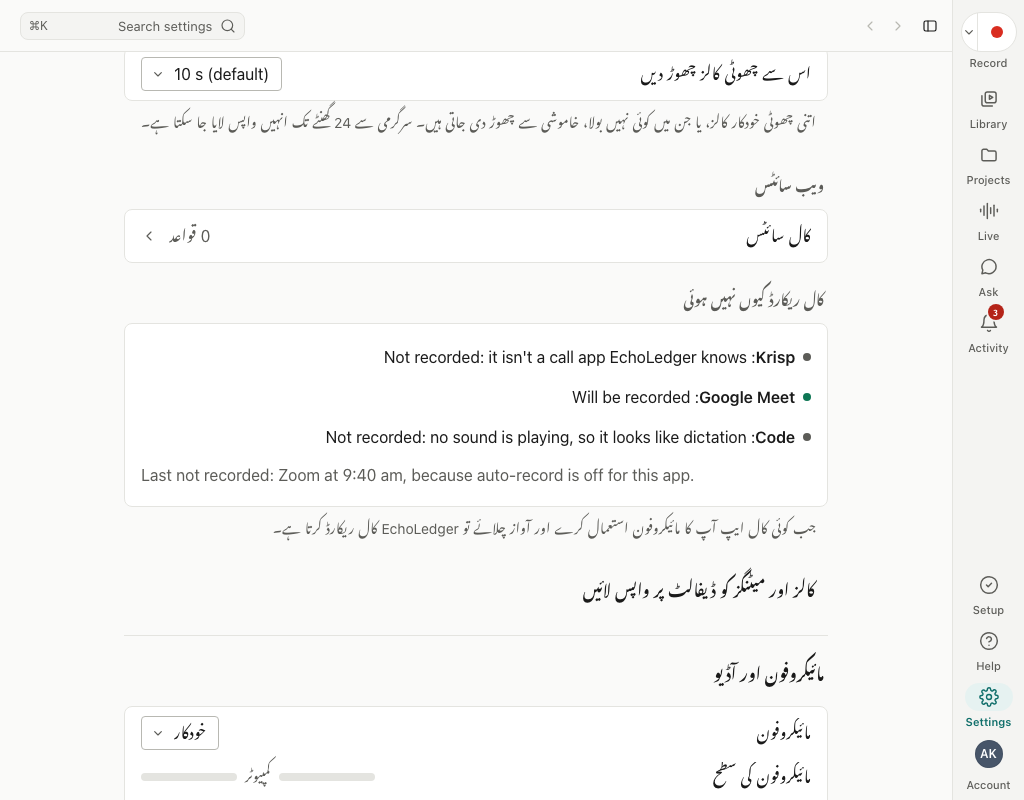 ⌘K
Search settings
اس سے چھوٹی کالز چھوڑ دیں
10 s (default)
اتنی چھوٹی خودکار کالز، یا جن میں کوئی نہیں بولا، خاموشی سے چھوڑ دی جاتی ہیں۔ سرگرمی سے 24 گھنٹے تک انہیں واپس لایا جا سکتا ہے۔
ویب سائٹس
کال سائٹس
0 قواعد
کال ریکارڈ کیوں نہیں ہوئی
Krisp: Not recorded: it isn't a call app EchoLedger knows
Google Meet: Will be recorded
Code: Not recorded: no sound is playing, so it looks like dictation
Last not recorded: Zoom at 9:40 am, because auto-record is off for this app.
جب کوئی کال ایپ آپ کا مائیکروفون استعمال کرے اور آواز چلائے تو EchoLedger کال ریکارڈ کرتا ہے۔
کالز اور میٹنگز کو ڈیفالٹ پر واپس لائیں
مائیکروفون اور آڈیو
مائیکروفون
خودکار
مائیکروفون کی سطح
کمپیوٹر
Record
Library
Projects
Live
Ask
3
Activity
Setup
Help
Settings
AK
Account